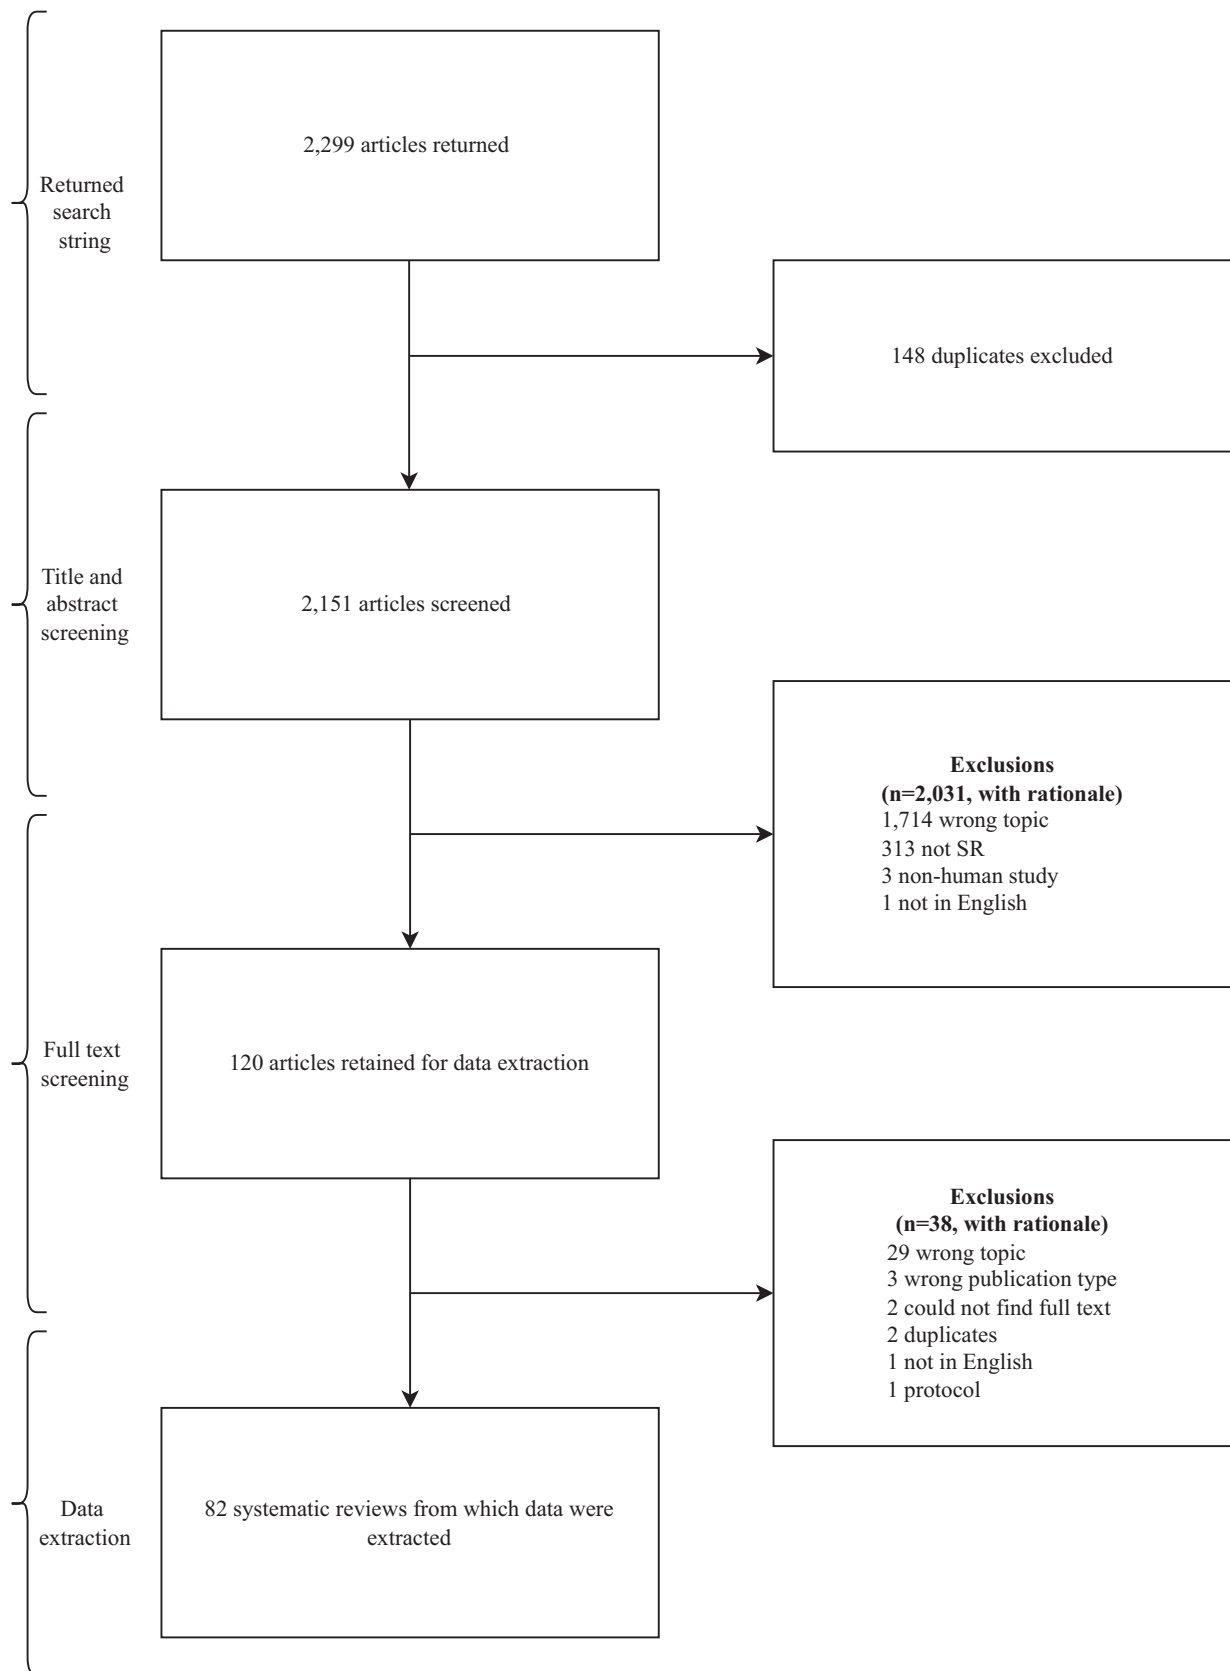 2,299 articles returned
Returned
search
string
148 duplicates excluded
Title and
abstract
screening
2,151 articles screened
Exclusions
(n=2,031, with rationale)
1,714 wrong topic
313 not SR
3 non-human study
1 not in English
Full text
screening
120 articles retained for data extraction
Exclusions
(n=38, with rationale)
29 wrong topic
3 wrong publication type
2 could not find full text
2 duplicates
1 not in English
1 protocol
Data
extraction
82 systematic reviews from which data were
extracted